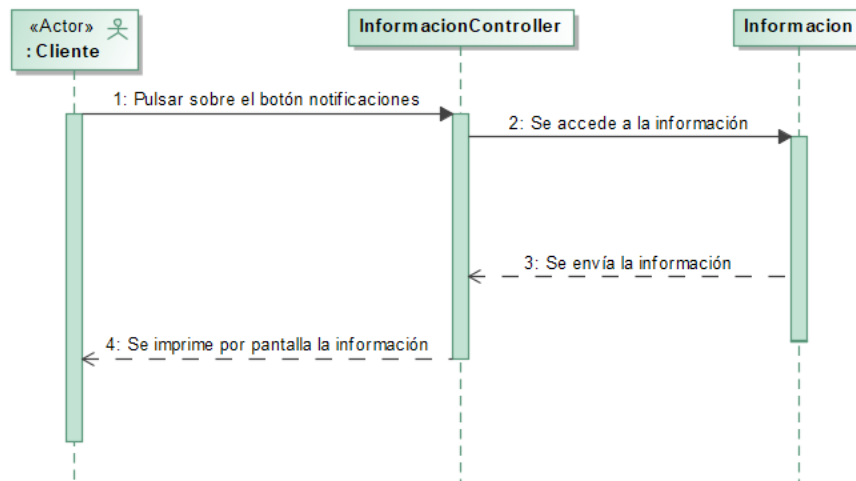 «Actor»
: Cliente
InformacionController
Informacion
1: Pulsar sobre el botón notificaciones
2: Se accede a la información
3: Se envía la información
4: Se imprime por pantalla la información